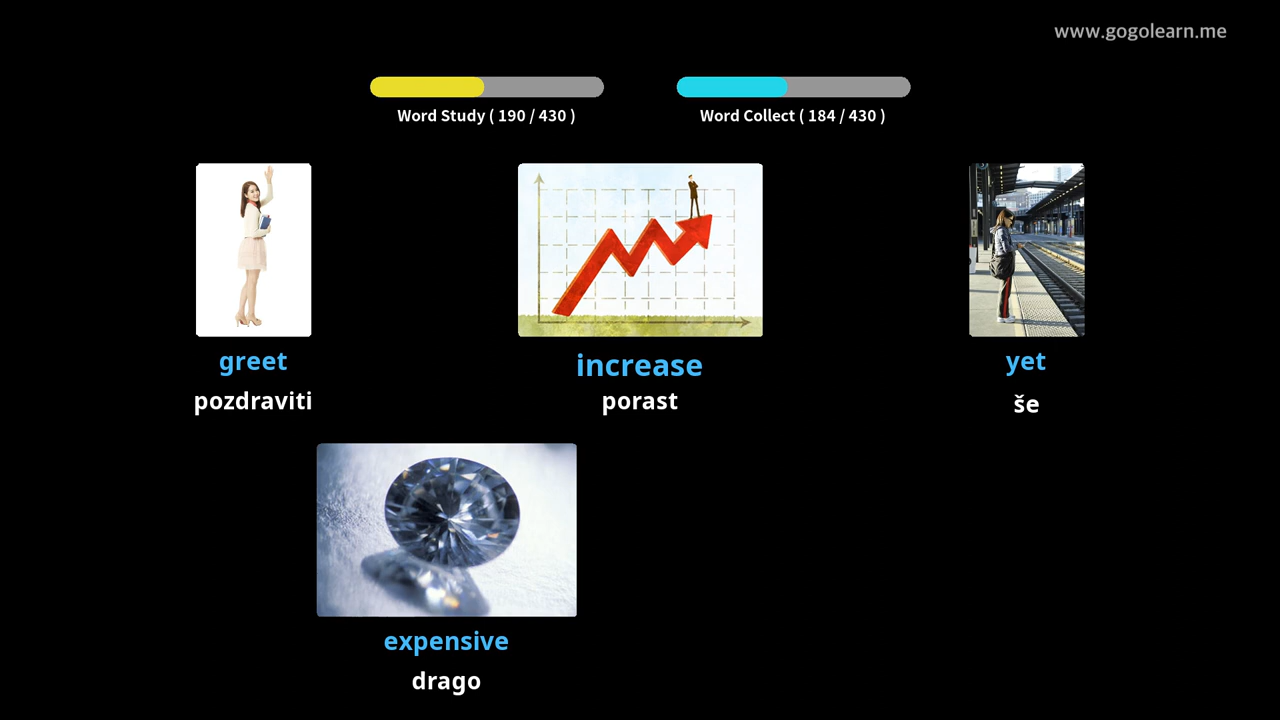 www.gogolearn.me
Word Study ( 190 / 430 )
Word Collect ( 184 / 430 )
greet
pozdraviti
increase
porast
yet
še
expensive
drago